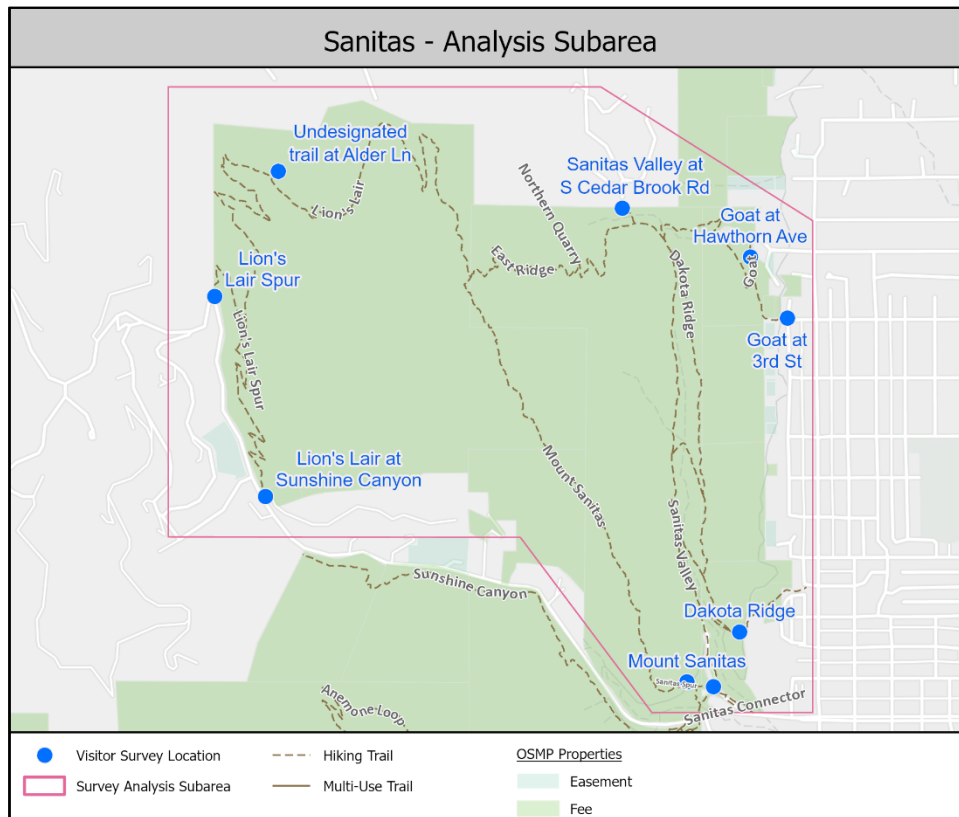 Sanitas - Analysis Subarea
Undesignated
trail at Alder Ln
Sanitas Valley at
S Cedar Brook Rd
Northern Quarry
Lion's Lair
Goat at
Hawthorn Ave
East Ridge
Dakota Ridge
Goat
Lion's
Lair Spur
Lion's Lair Spur
Goat at
3rd St
Lion's Lair at
Sunshine Canyon
Mount Sanitas
Sanitas Valley
Sunshine Canyon
Dakota Ridge
Mount Sanitas
Sanitas Spur
Anemone Loop
Sanitas Connector
Visitor Survey Location
Hiking Trail
OSMP Properties
Survey Analysis Subarea
Multi-Use Trail
Easement
Fee